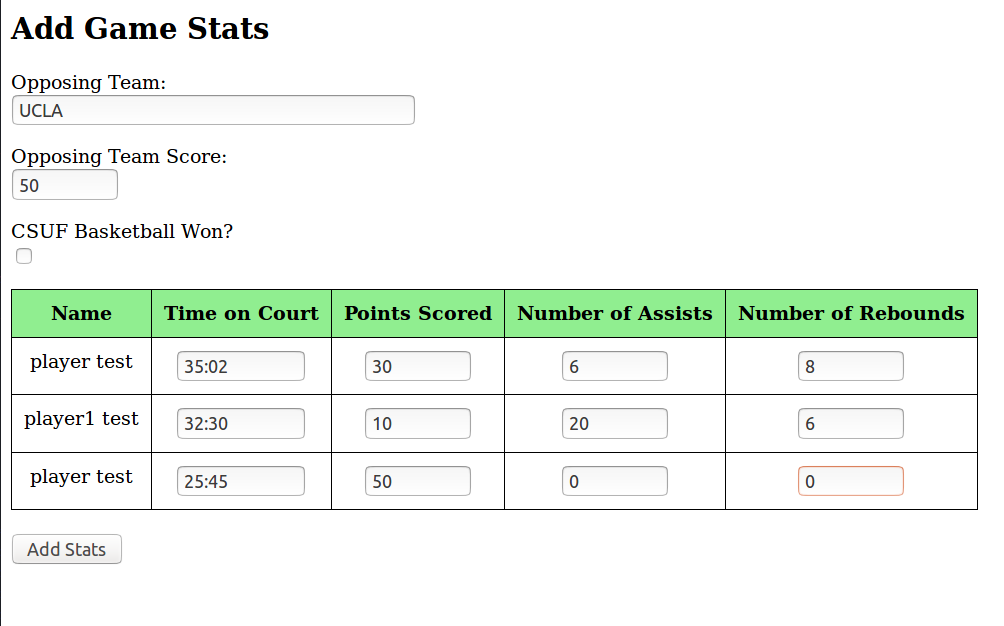 Add Game Stats
Opposing Team:
UCLA
Opposing Team Score:
50
CSUF Basketball Won?
Name Time on Court Points Scored Number of Assists Number of Rebounds
player test 35:02 30 6 8
player1 test 32:30 10 20 6
player test 25:45 50 0 0
Add Stats